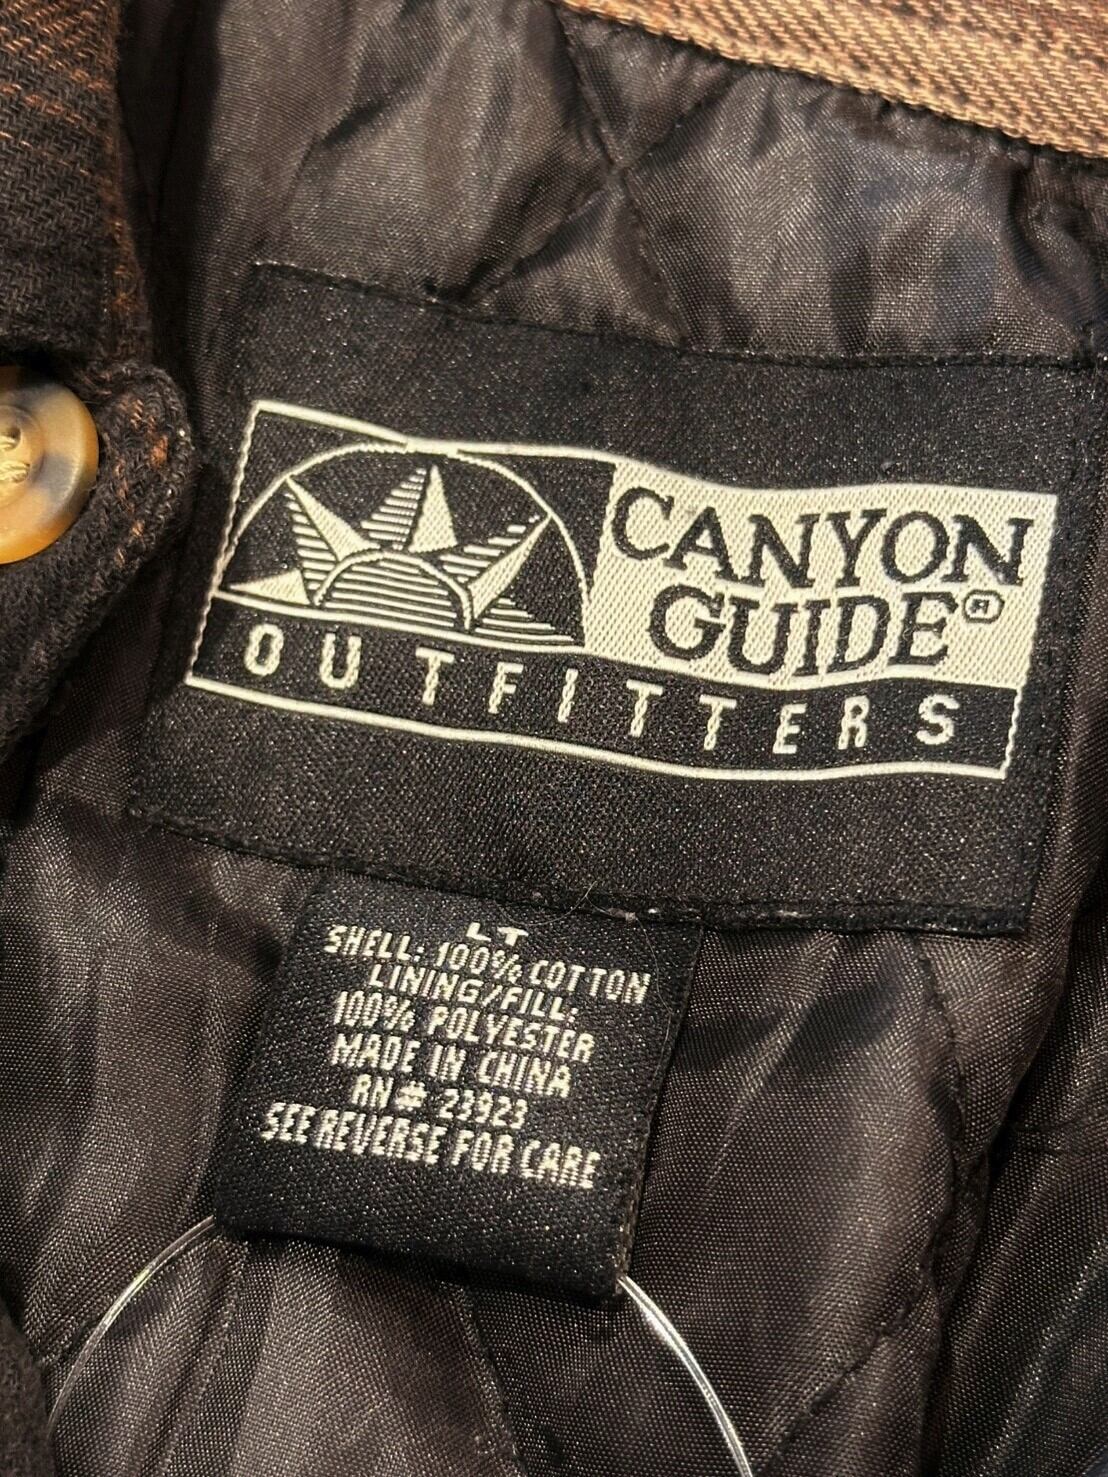 CANYON
GUIDE®
OUTFITTERS
LT
SHELL: 100% COTTON
LINING/FILL:
100% POLYESTER
MADE IN CHINA
RN # 23923
SEE REVERSE FOR CARE